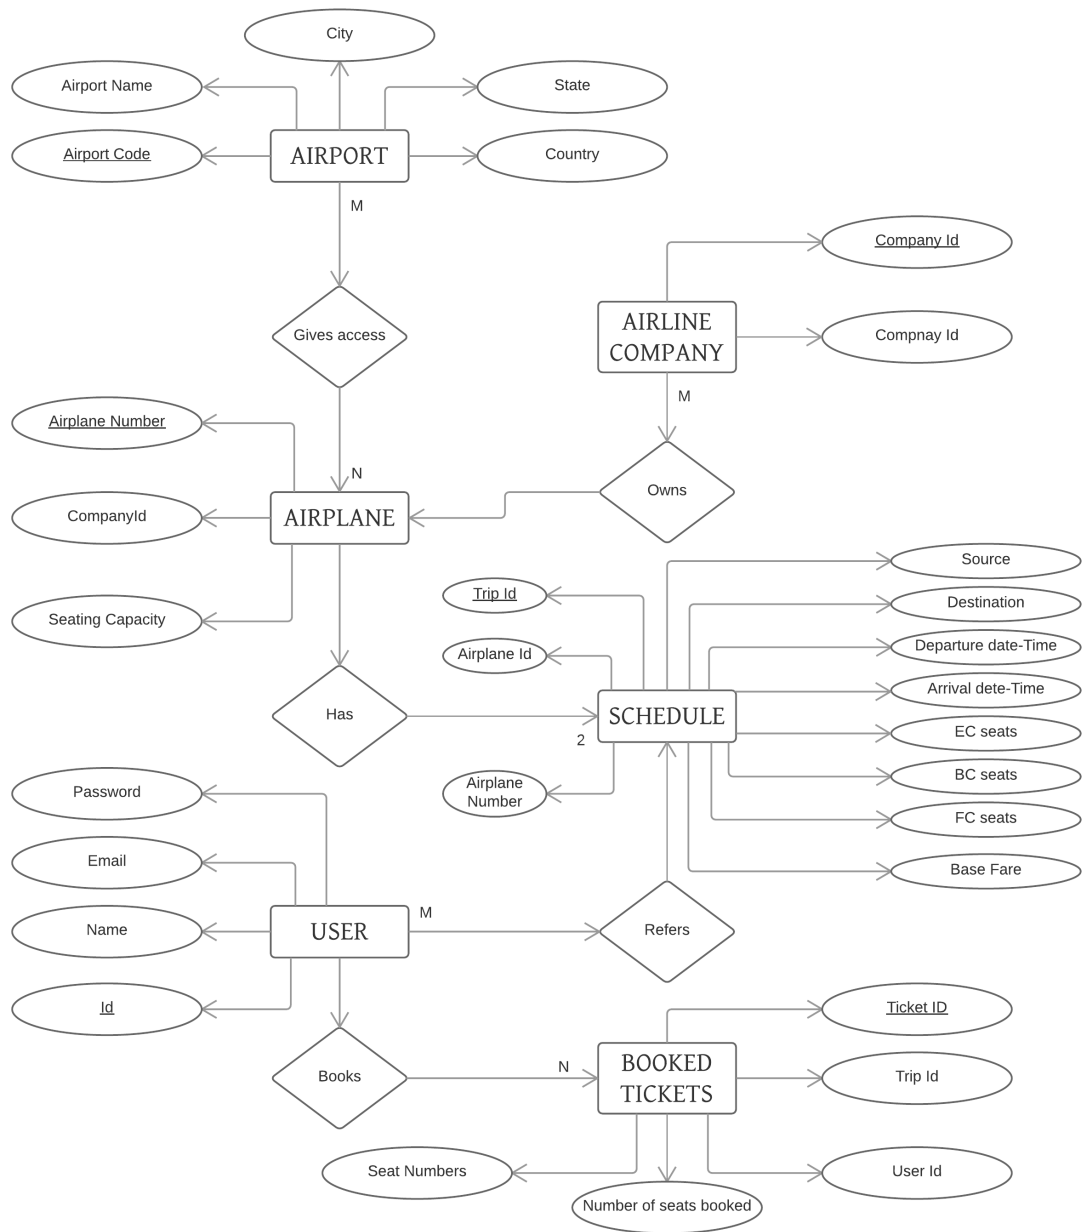 City
Airport Name
State
Airport Code
AIRPORT
Country
M
Company Id
Gives access
AIRLINE
COMPANY
Compnay Id
M
Airplane Number
N
Owns
CompanyId
AIRPLANE
Source
Trip Id
Destination
Seating Capacity
Departure date-Time
Airplane Id
Arrival dete-Time
Has
SCHEDULE
2
EC seats
BC seats
Password
Airplane
Number
FC seats
Email
Base Fare
M
Name
USER
Refers
Id
Ticket ID
Books
N
BOOKED
TICKETS
Trip Id
Seat Numbers
User Id
Number of seats booked